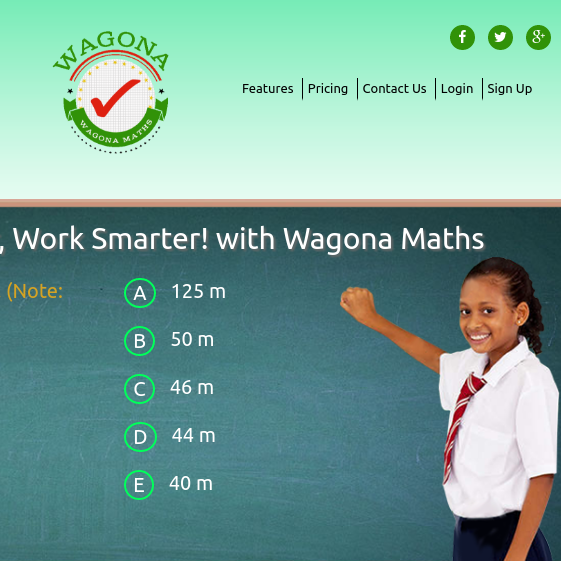 WAGONA
WAGONA MATHS
Features
Pricing
Contact Us
Login
Sign Up
, Work Smarter! with Wagona Maths
(Note:
A 125 m
B 50 m
C 46 m
D 44 m
E 40 m